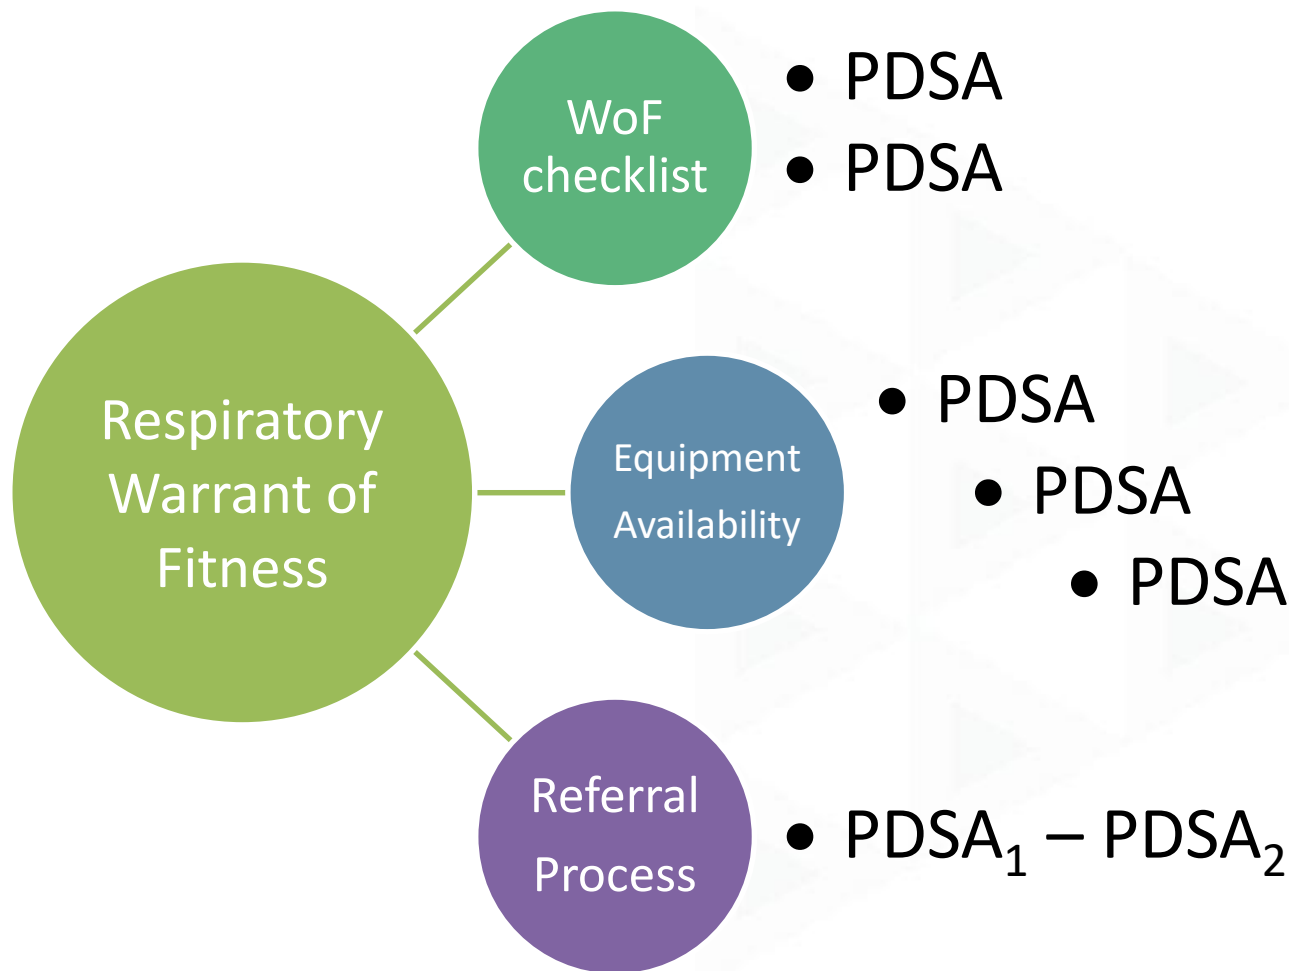 WoF
checklist
• PDSA
• PDSA
Respiratory
Warrant of
Fitness
Equipment
Availability
• PDSA
• PDSA
• PDSA
Referral
Process
• PDSA₁ – PDSA₂